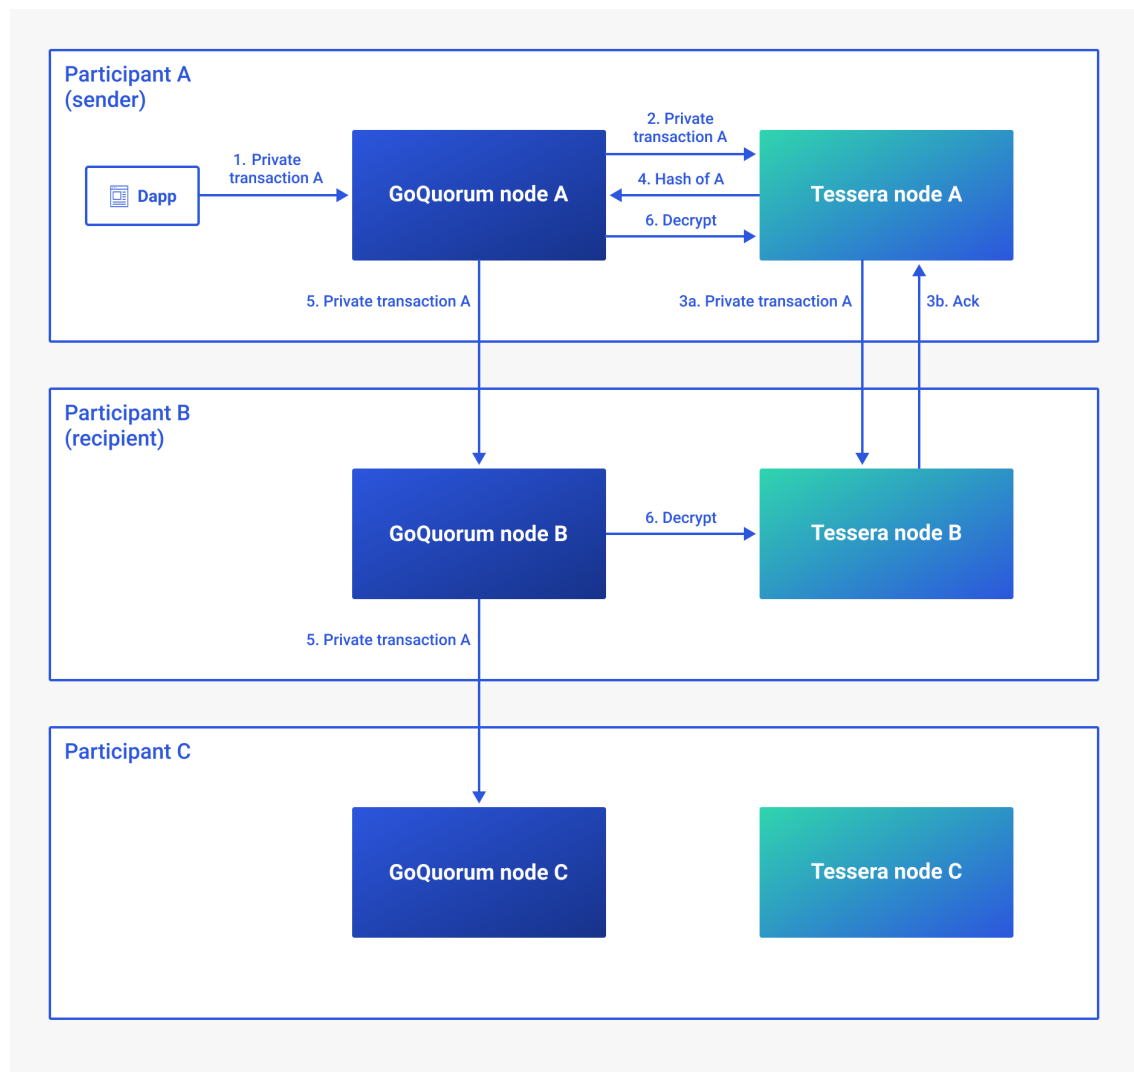 Participant A
(sender)
2. Private
transaction A
1. Private
transaction A
Dapp
GoQuorum node A
4. Hash of A
Tessera node A
6. Decrypt
5. Private transaction A
3a. Private transaction A
3b. Ack
Participant B
(recipient)
GoQuorum node B
6. Decrypt
Tessera node B
5. Private transaction A
Participant C
GoQuorum node C
Tessera node C